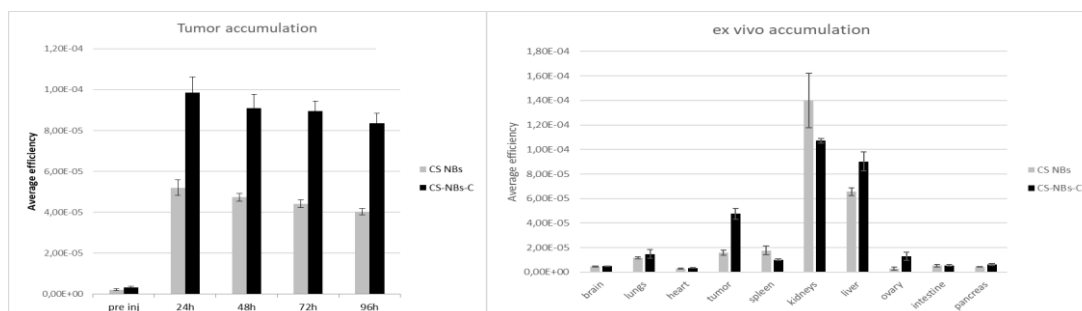 Tumor accumulation
1,20E-04
1,00E-04
8,00E-05
6,00E-05
4,00E-05
2,00E-05
0,00E+00
Average efficiency
pre inj
24h
48h
72h
96h
CS NBs
CS-NBs-C
ex vivo accumulation
1,80E-04
1,60E-04
1,40E-04
1,20E-04
1,00E-04
8,00E-05
6,00E-05
4,00E-05
2,00E-05
0,00E+00
Average efficiency
brain
lungs
heart
tumor
spleen
kidneys
liver
ovary
intestine
pancreas
CS NBs
CS-NBs-C